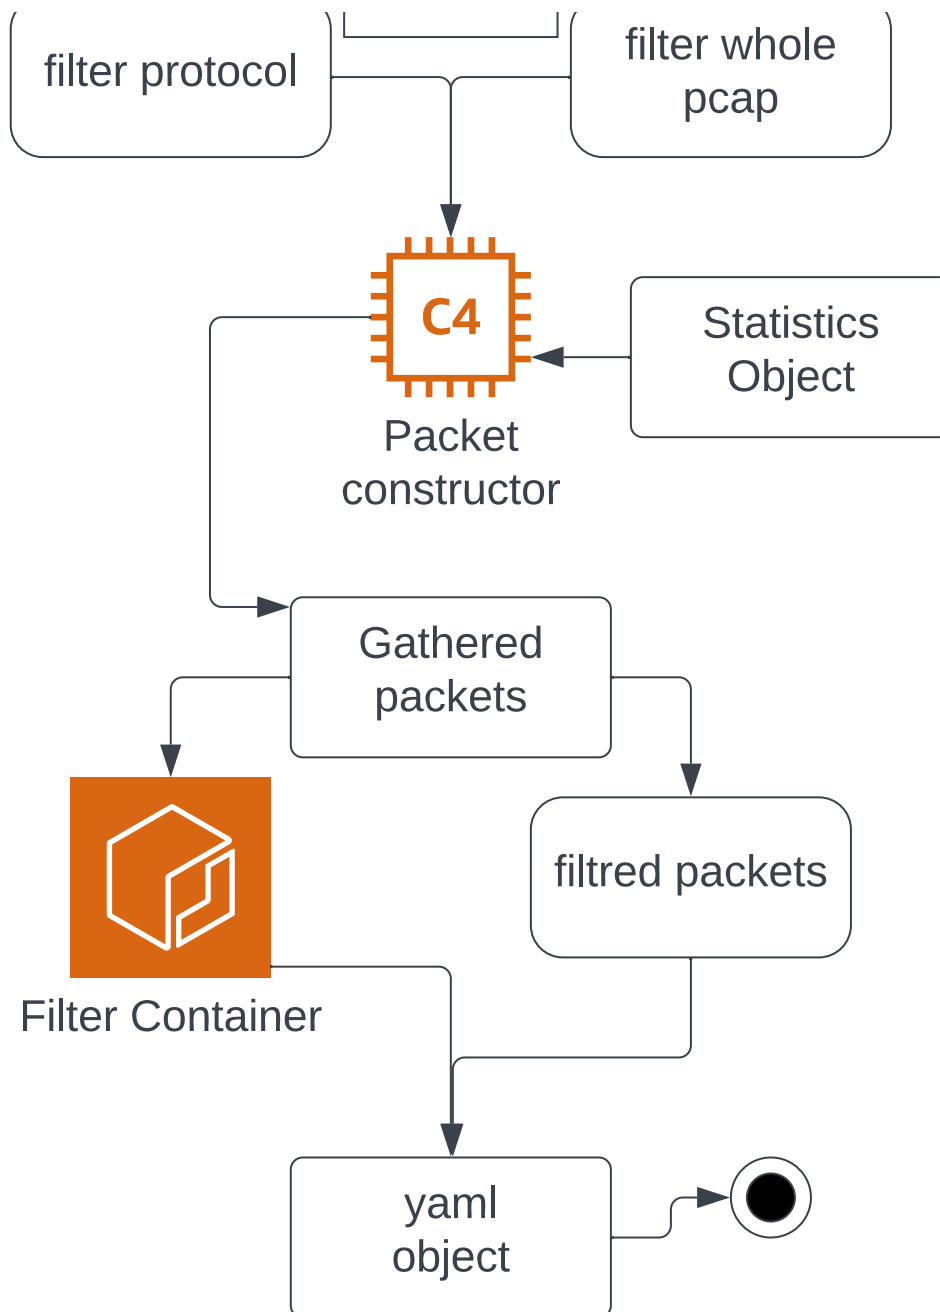 filter protocol
filter whole
pcap
C4
Packet
constructor
Statistics
Object
Gathered
packets
filtred packets
Filter Container
yaml
object